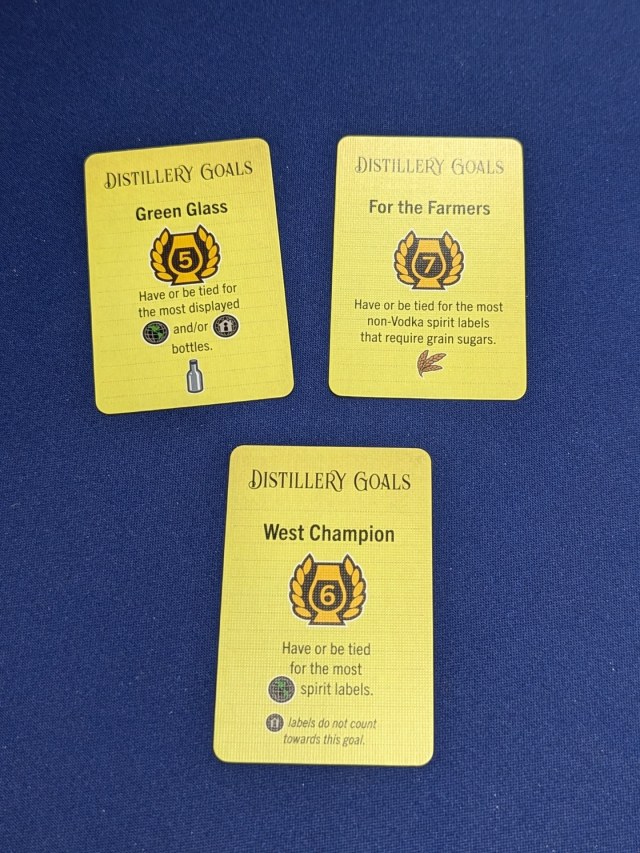 DISTILLERY GOALS
Green Glass
5
Have or be tied for
the most displayed
and/or
bottles.
DISTILLERY GOALS
For the Farmers
7
Have or be tied for the most
non-Vodka spirit labels
that require grain sugars.
DISTILLERY GOALS
West Champion
6
Have or be tied
for the most
spirit labels.
labels do not count
towards this goal.